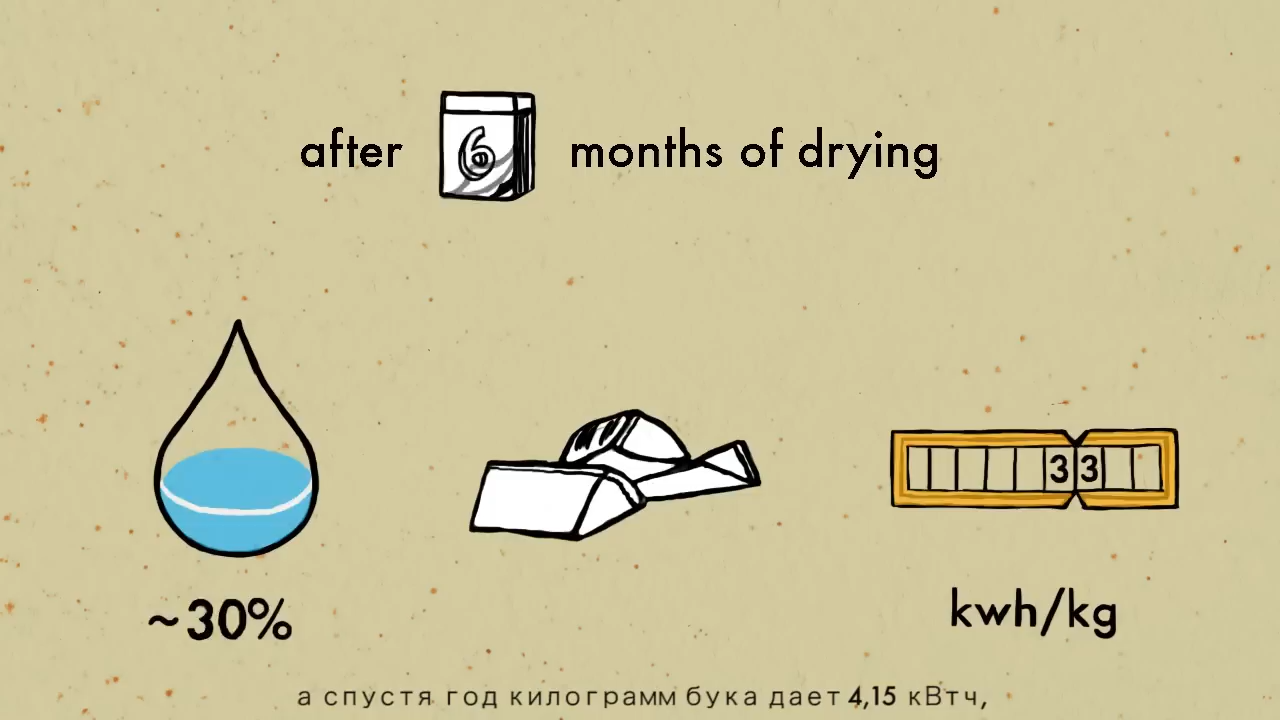 after 6 months of drying
33
~30%
kwh/kg
а спустя год килограмм бука дает 4,15 кВтч,